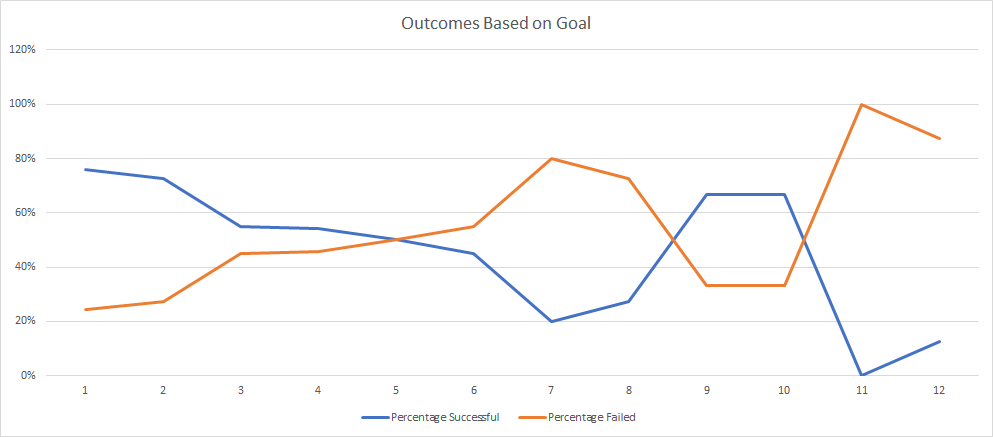 Outcomes Based on Goal
120%
100%
80%
60%
40%
20%
0%
1 2 3 4 5 6 7 8 9 10 11 12
Percentage Successful Percentage Failed